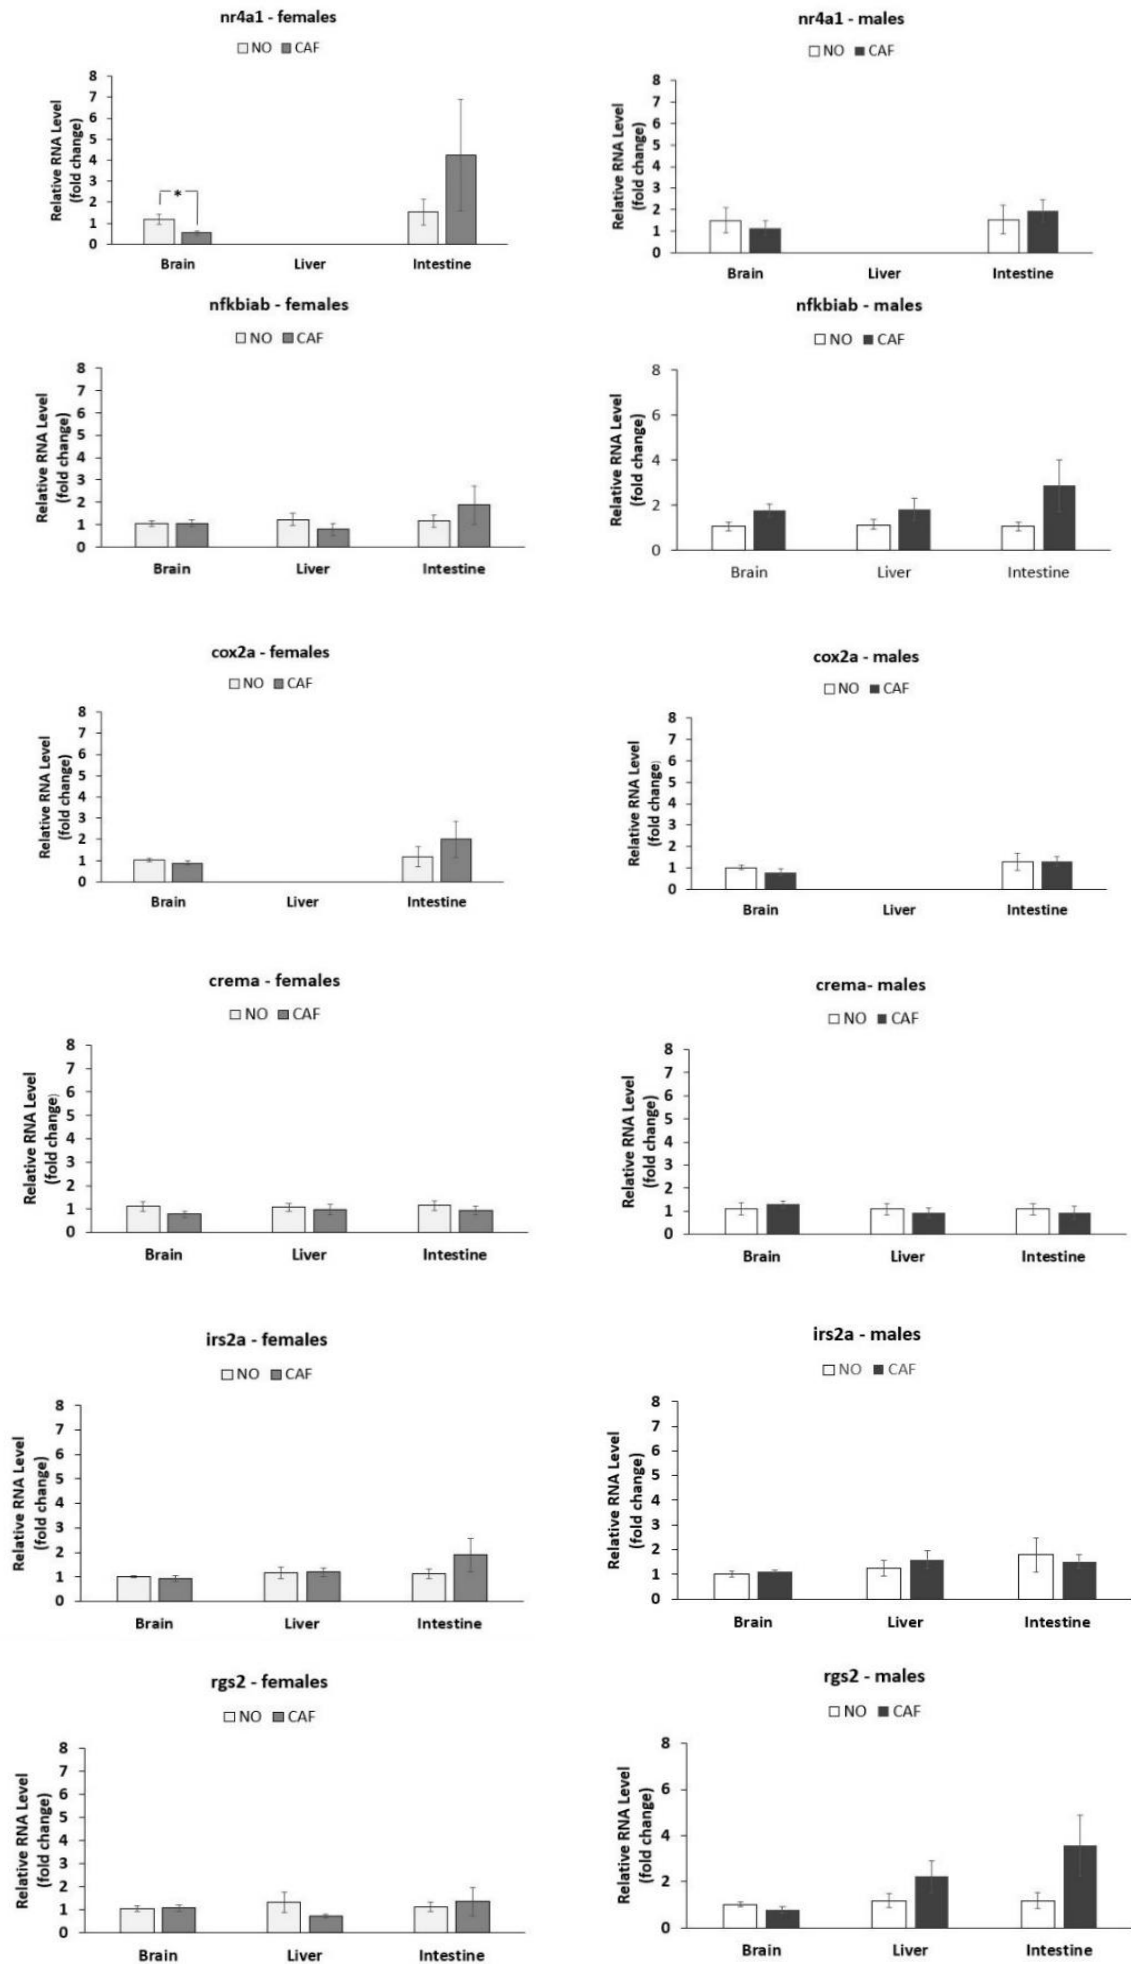 nr4a1 - females
NO CAF
Relative RNA Level
(fold change)
8
7
6
5
4
3
2
1
0
*
Brain Liver Intestine
nr4a1 - males
NO CAF
Relative RNA Level
(fold change)
8
7
6
5
4
3
2
1
0
Brain Liver Intestine
nfkbiab - females
NO CAF
Relative RNA Level
(fold change)
8
7
6
5
4
3
2
1
0
Brain Liver Intestine
nfkbiab - males
NO CAF
Relative RNA Level
(fold change)
8
6
4
2
0
Brain Liver Intestine
cox2a - females
NO CAF
Relative RNA Level
(fold change)
8
7
6
5
4
3
2
1
0
Brain Liver Intestine
cox2a - males
NO CAF
Relative RNA Level
(fold change)
8
7
6
5
4
3
2
1
0
Brain Liver Intestine
crema - females
NO CAF
Relative RNA Level
(fold change)
8
7
6
5
4
3
2
1
0
Brain Liver Intestine
crema- males
NO CAF
Relative RNA Level
(fold change)
8
7
6
5
4
3
2
1
0
Brain Liver Intestine
irs2a - females
NO CAF
Relative RNA Level
(fold change)
8
7
6
5
4
3
2
1
0
Brain Liver Intestine
irs2a - males
NO CAF
Relative RNA Level
(fold change)
8
7
6
5
4
3
2
1
0
Brain Liver Intestine
rgs2 - females
NO CAF
Relative RNA Level
(fold change)
8
7
6
5
4
3
2
1
0
Brain Liver Intestine
rgs2 - males
NO CAF
Relative RNA Level
(fold change)
8
6
4
2
0
Brain Liver Intestine